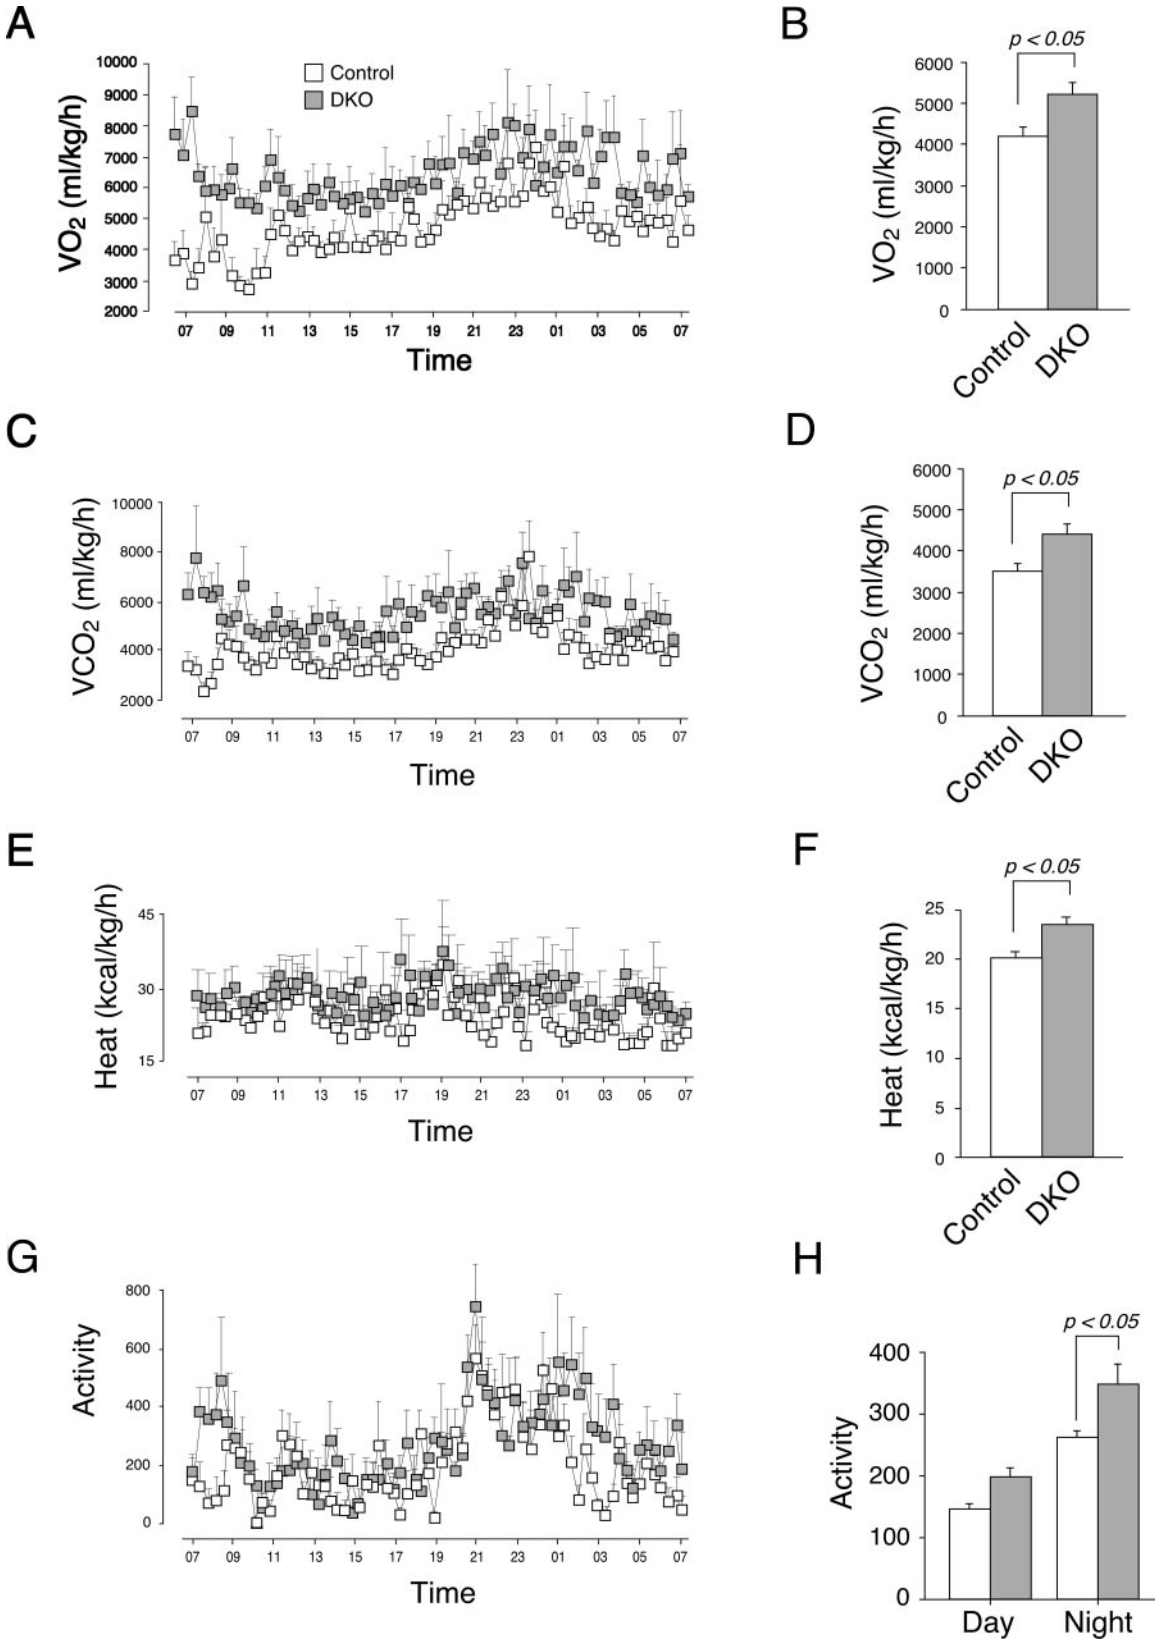 A
VO2 (ml/kg/h)
10000
9000
8000
7000
6000
5000
4000
3000
2000
Control
DKO
07 09 11 13 15 17 19 21 23 01 03 05 07
Time
B
p < 0.05
VO2 (ml/kg/h)
6000
5000
4000
3000
2000
1000
0
Control
DKO
C
VCO2 (ml/kg/h)
10000
8000
6000
4000
2000
07 09 11 13 15 17 19 21 23 01 03 05 07
Time
D
p < 0.05
VCO2 (ml/kg/h)
6000
5000
4000
3000
2000
1000
0
Control
DKO
E
Heat (kcal/kg/h)
45
30
15
07 09 11 13 15 17 19 21 23 01 03 05 07
Time
F
p < 0.05
Heat (kcal/kg/h)
25
20
15
10
5
0
Control
DKO
G
Activity
800
600
400
200
0
07 09 11 13 15 17 19 21 23 01 03 05 07
Time
H
p < 0.05
Activity
400
300
200
100
0
Day Night